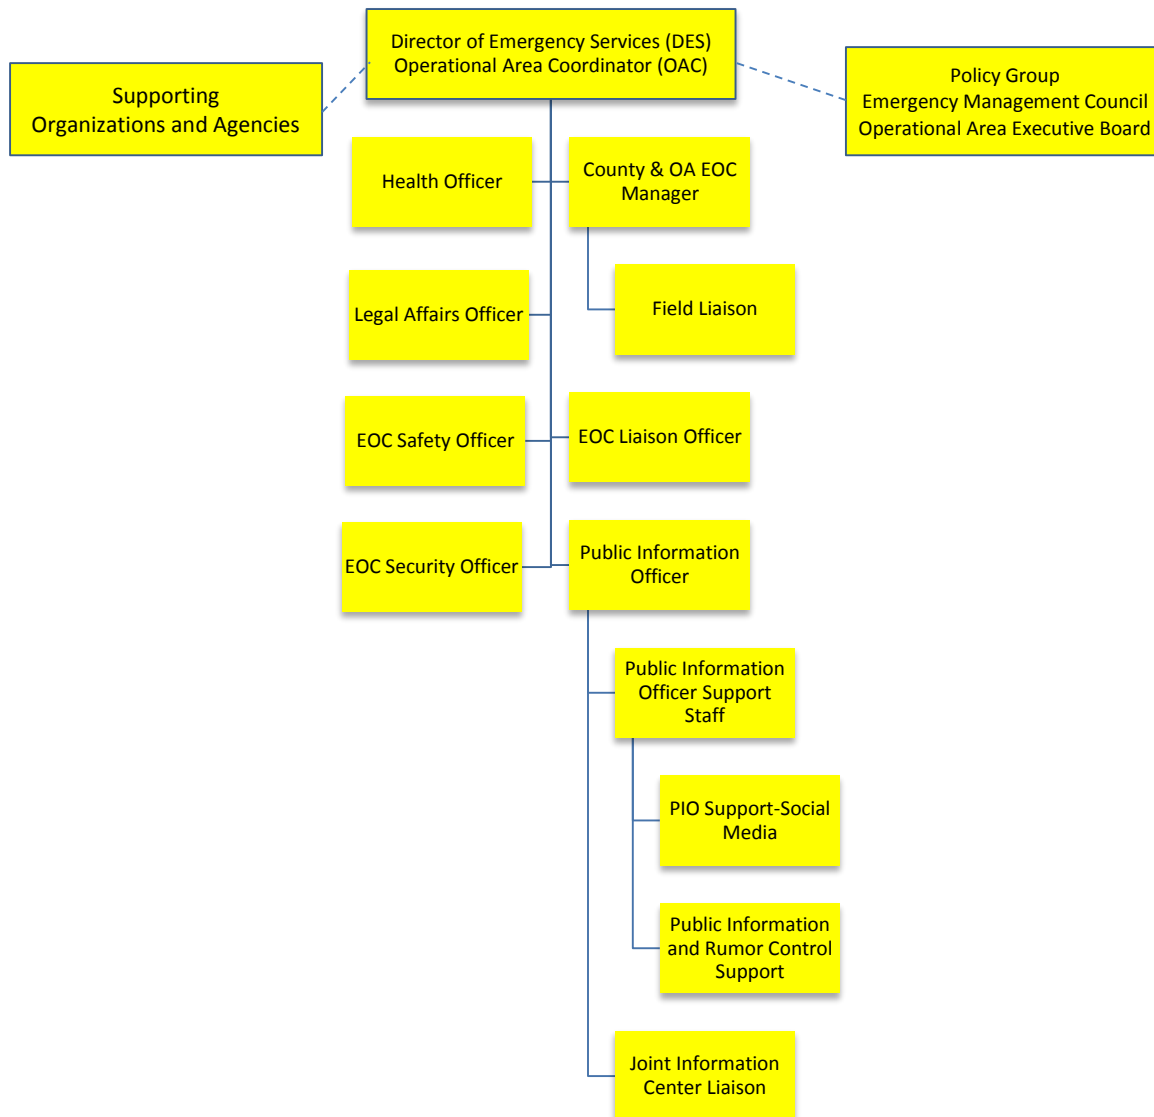 Director of Emergency Services (DES)
Operational Area Coordinator (OAC)
Supporting
Organizations and Agencies
Policy Group
Emergency Management Council
Operational Area Executive Board
Health Officer
County & OA EOC
Manager
Legal Affairs Officer
Field Liaison
EOC Safety Officer
EOC Liaison Officer
EOC Security Officer
Public Information
Officer
Public Information
Officer Support
Staff
PIO Support-Social
Media
Public Information
and Rumor Control
Support
Joint Information
Center Liaison